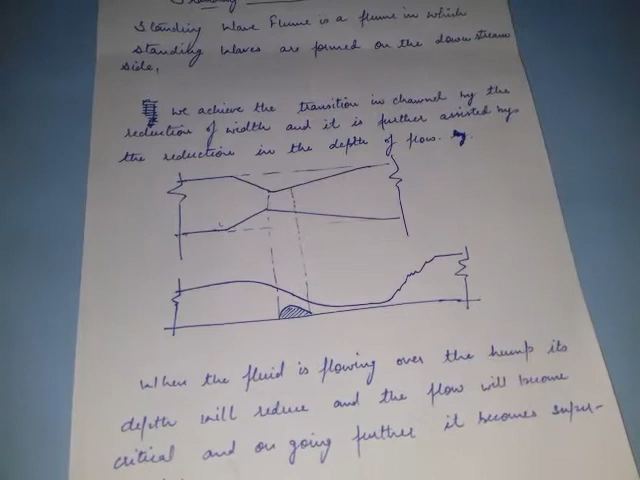 Standing Wave Flume is a flume in which
standing waves are formed on the down stream
side,
we achieve the transition in channel by the
reduction of width and it is further assisted by
the reduction in the depth of flow.
When the fluid is flowing over the hump its
depth will reduce and the flow will become
critical and on going further it becomes super-